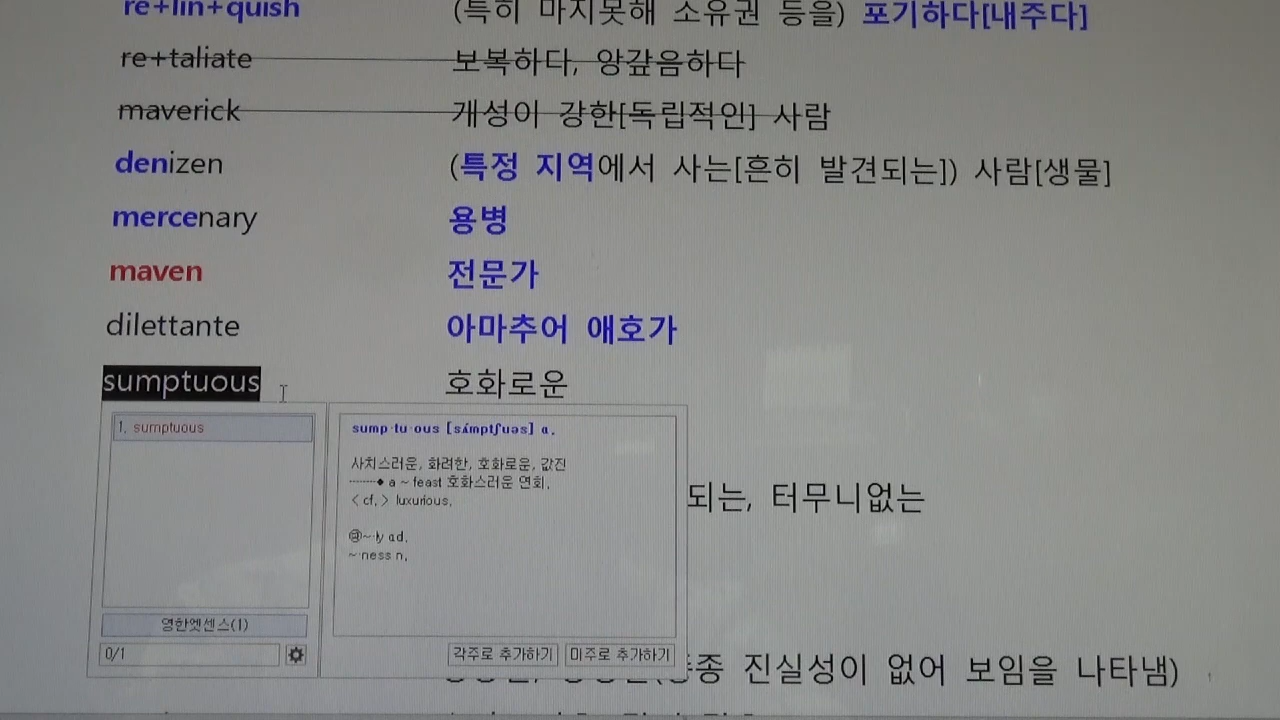 re+lin+quish (특히 마지못해 소유권 등을) 포기하다[내주다]
re+taliate 보복하다, 앙갚음하다
maverick 개성이 강한[독립적인] 사람
denizen (특정 지역에서 사는[흔히 발견되는]) 사람[생물]
mercenary 용병
maven 전문가
dilettante 아마추어 애호가
sumptuous 호화로운
1. sumptuous
sump·tu·ous [sʌ́mptʃuəs] a.
사치스러운, 화려한, 호화로운, 값진
a ~ feast 호화스러운 연회.
< cf. > luxurious.
@~·ly ad.
~·ness n.
되는, 터무니없는
영한엣센스(1)
0/1
각주로 추가하기 미주로 추가하기
종 진실성이 없어 보임을 나타냄)